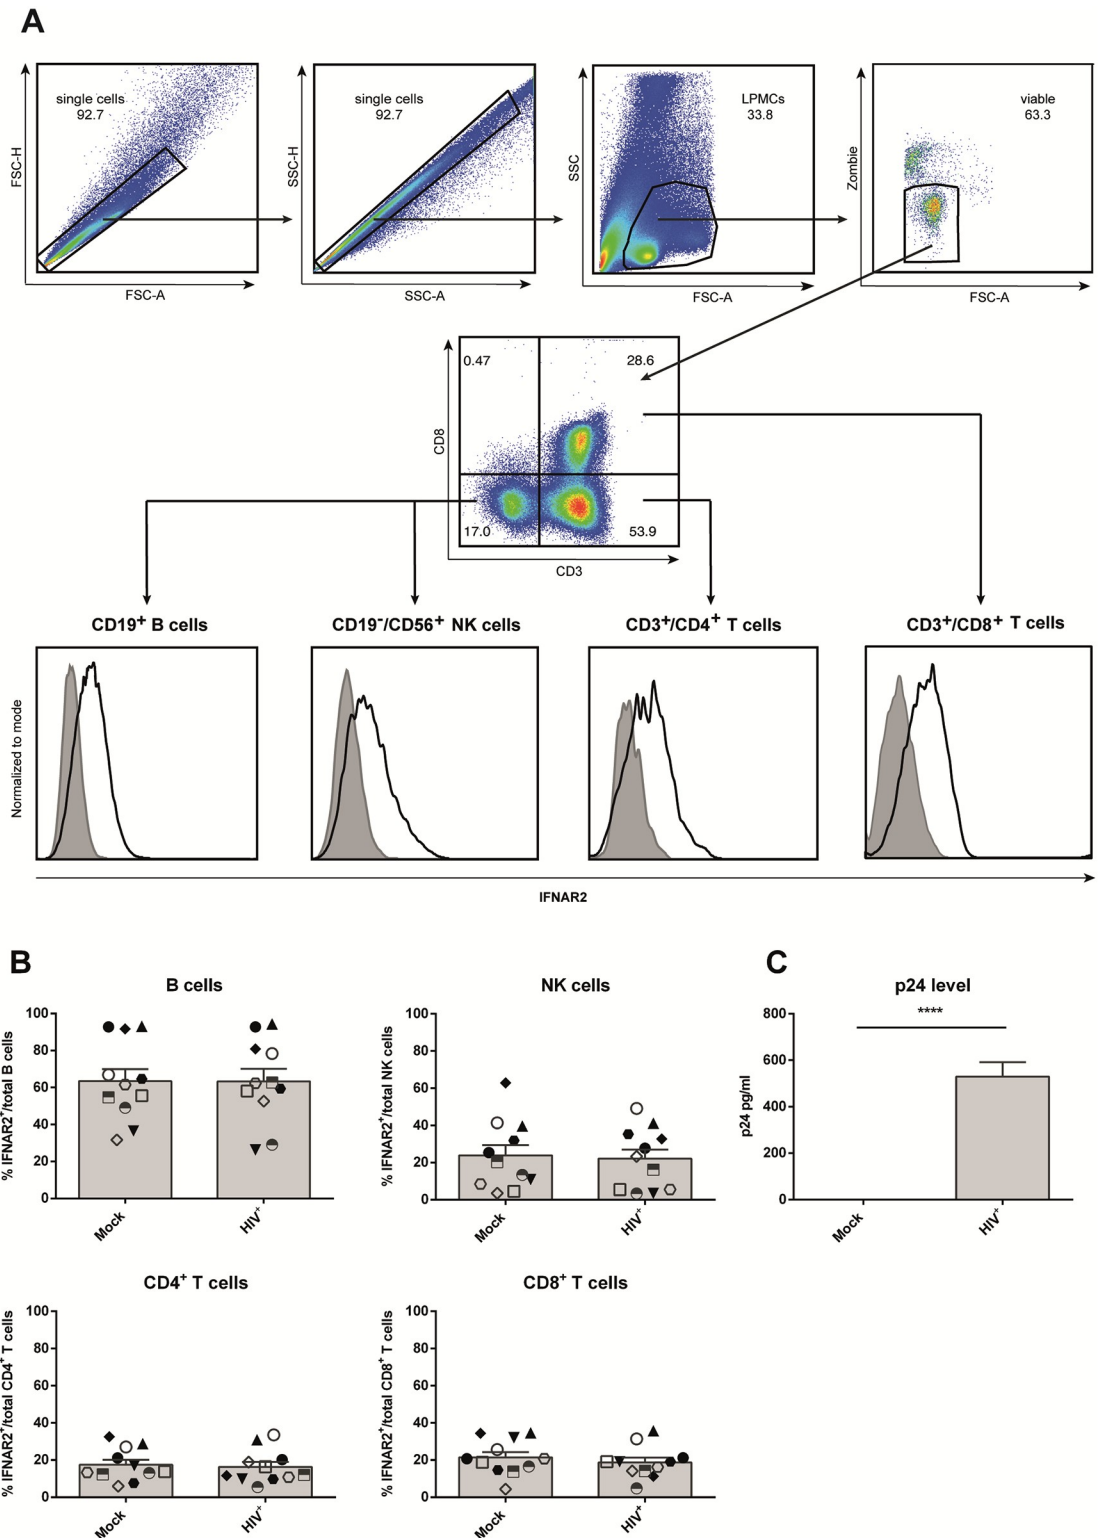 A
single cells
92.7
FSC-H
FSC-A
single cells
92.7
SSC-H
SSC-A
LPMCs
33.8
SSC
FSC-A
viable
63.3
Zombie
FSC-A
0.47
28.6
CD8
17.0
53.9
CD3
CD19+ B cells
CD19-/CD56+ NK cells
CD3+/CD4+ T cells
CD3+/CD8+ T cells
Normalized to mode
IFNAR2
B
B cells
% IFNAR2+/total B cells
100
80
60
40
20
0
Mock
HIV+
NK cells
% IFNAR2+/total NK cells
100
80
60
40
20
0
Mock
HIV+
C
p24 level
****
p24 pg/ml
800
600
400
200
0
Mock
HIV+
CD4+ T cells
% IFNAR2+/total CD4+ T cells
100
80
60
40
20
0
Mock
HIV+
CD8+ T cells
% IFNAR2+/total CD8+ T cells
100
80
60
40
20
0
Mock
HIV+